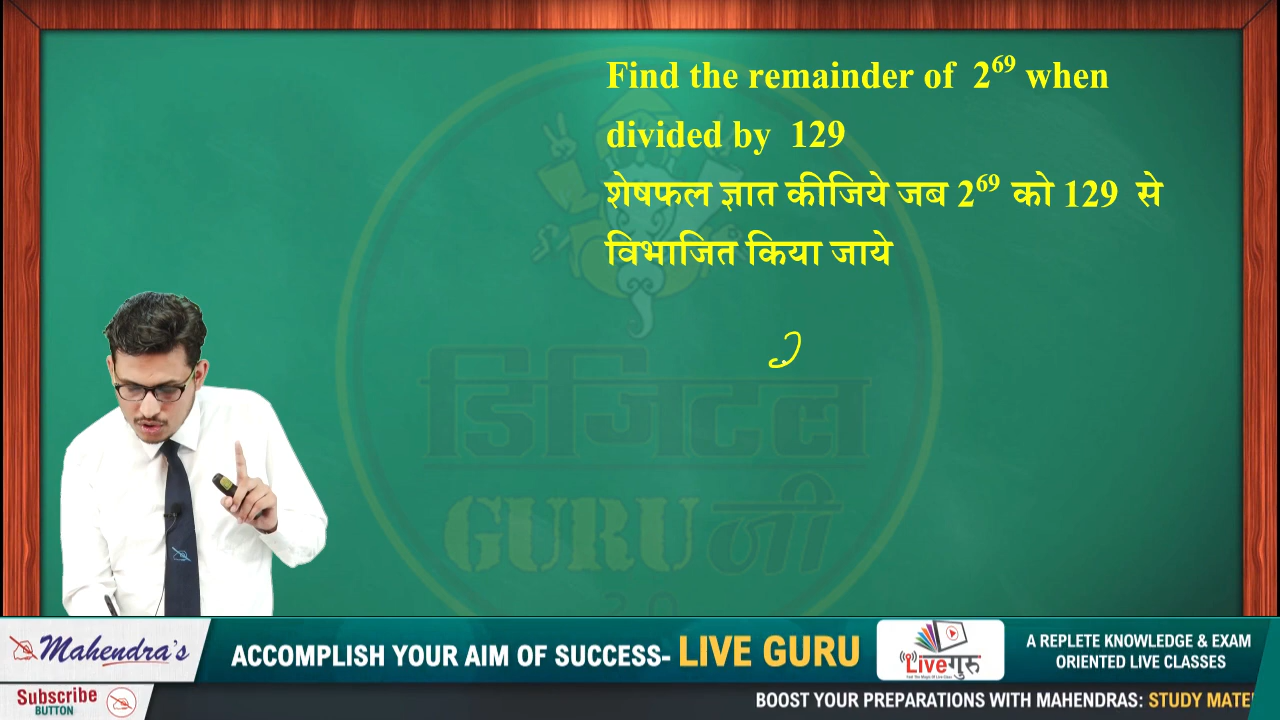 Find the remainder of 2⁶⁹ when
divided by 129
शेषफल ज्ञात कीजिये जब 2⁶⁹ को 129 से
विभाजित किया जाये
डिजिटल
GURUजी
2.0
Mahendra's
ACCOMPLISH YOUR AIM OF SUCCESS- LIVE GURU
Liveगुरु
A REPLETE KNOWLEDGE & EXAM
ORIENTED LIVE CLASSES
Subscribe
BUTTON
BOOST YOUR PREPARATIONS WITH MAHENDRAS: STUDY MATE